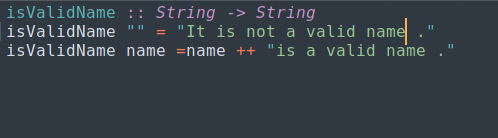 isValidName :: String -> String
isValidName "" = "It is not a valid name ."
isValidName name =name ++ "is a valid name ."